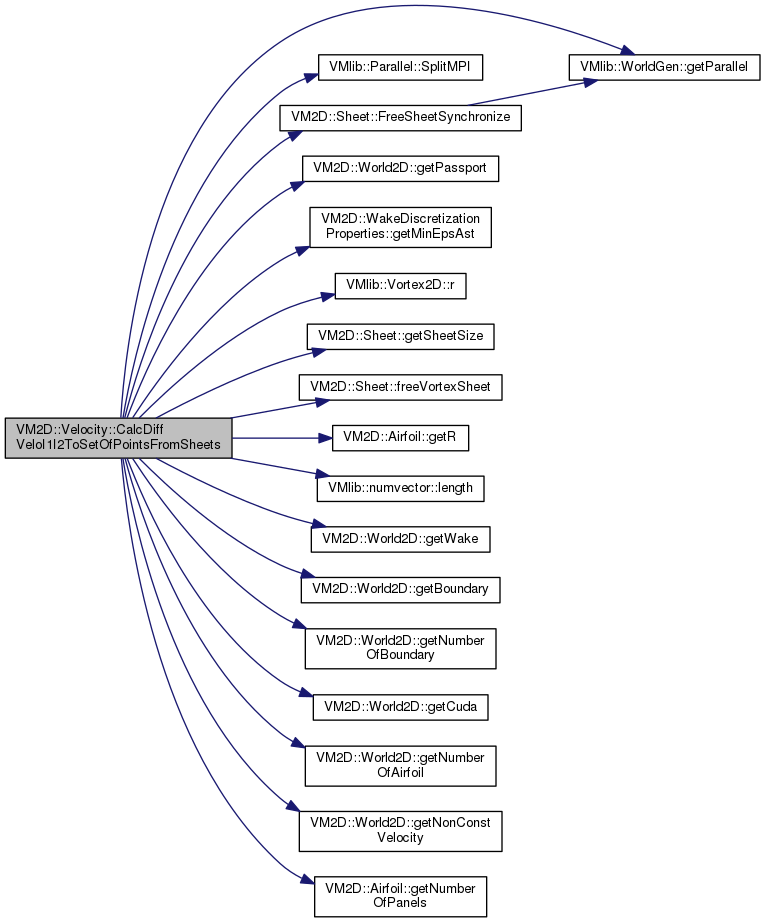 VMlib::Parallel::SplitMPI
VMlib::WorldGen::getParallel
VM2D::Sheet::FreeSheetSynchronize
VM2D::World2D::getPassport
VM2D::WakeDiscretization
Properties::getMinEpsAst
VMlib::Vortex2D::r
VM2D::Sheet::getSheetSize
VM2D::Sheet::freeVortexSheet
VM2D::Velocity::CalcDiff
VeloI1I2ToSetOfPointsFromSheets
VM2D::Airfoil::getR
VMlib::numvector::length
VM2D::World2D::getWake
VM2D::World2D::getBoundary
VM2D::World2D::getNumber
OfBoundary
VM2D::World2D::getCuda
VM2D::World2D::getNumber
OfAirfoil
VM2D::World2D::getNonConst
Velocity
VM2D::Airfoil::getNumber
OfPanels